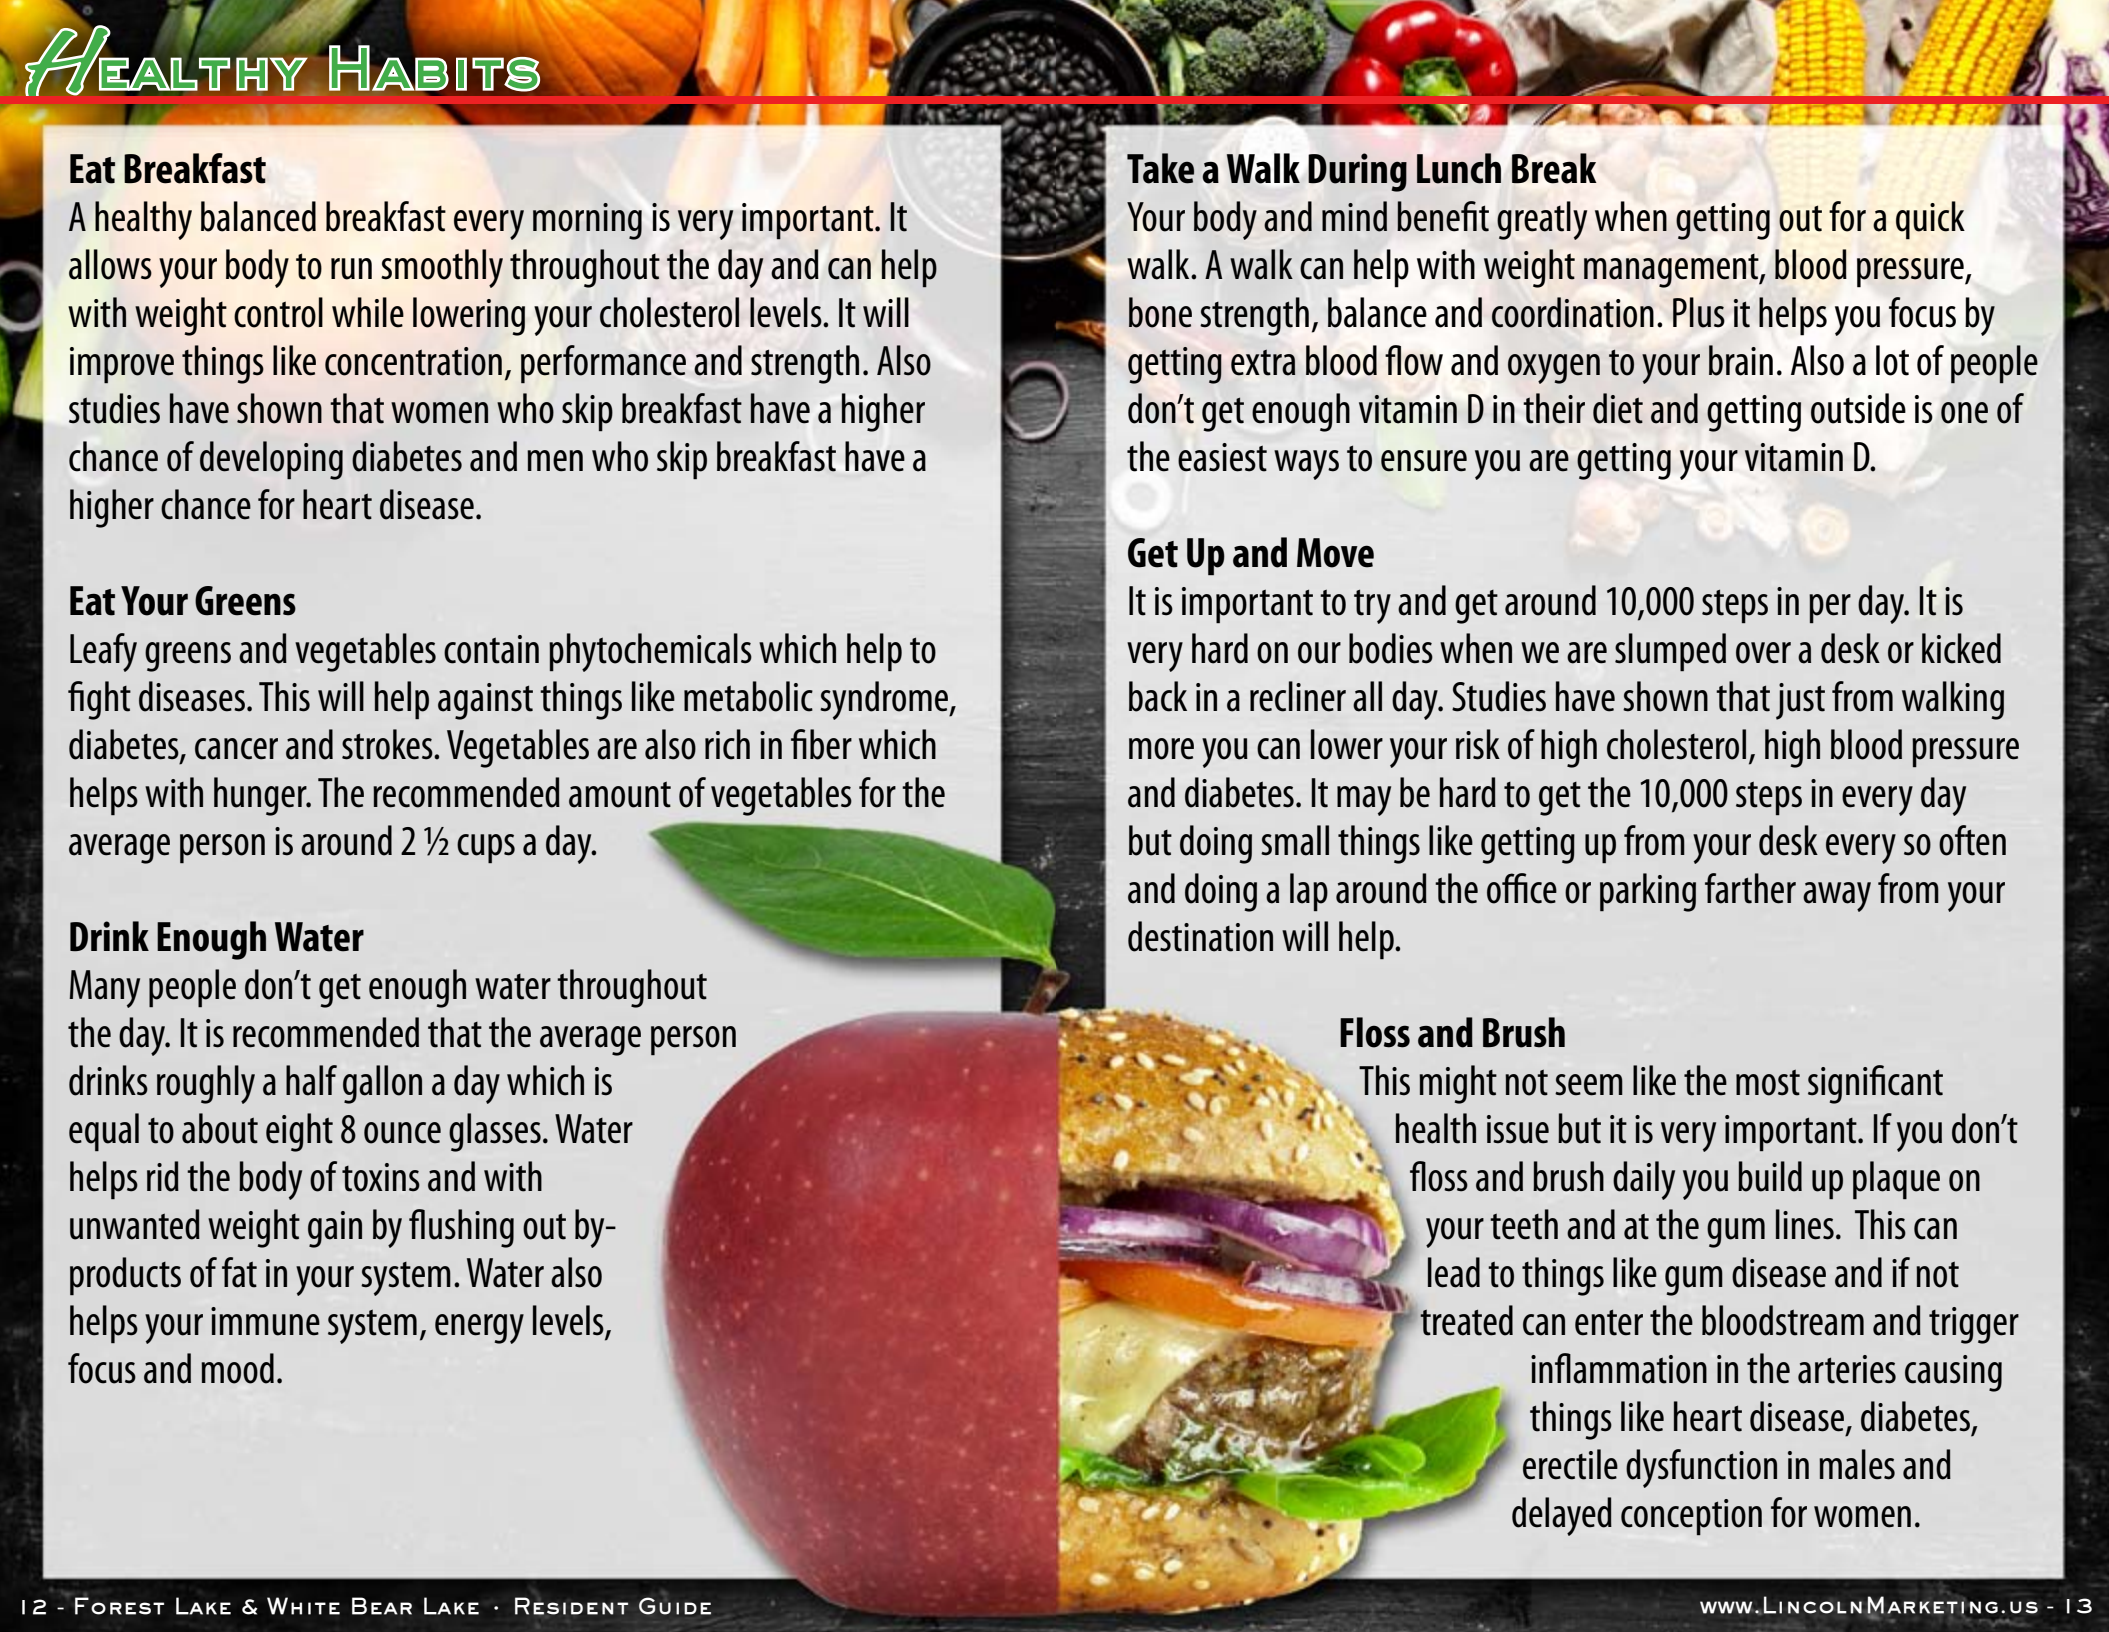 Healthy Habits
Eat Breakfast
A healthy balanced breakfast every morning is very important. It
allows your body to run smoothly throughout the day and can help
with weight control while lowering your cholesterol levels. It will
improve things like concentration, performance and strength. Also
studies have shown that women who skip breakfast have a higher
chance of developing diabetes and men who skip breakfast have a
higher chance for heart disease.
Eat Your Greens
Leafy greens and vegetables contain phytochemicals which help to
fight diseases. This will help against things like metabolic syndrome,
diabetes, cancer and strokes. Vegetables are also rich in fiber which
helps with hunger. The recommended amount of vegetables for the
average person is around 2 ½ cups a day.
Drink Enough Water
Many people don’t get enough water throughout
the day. It is recommended that the average person
drinks roughly a half gallon a day which is
equal to about eight 8 ounce glasses. Water
helps rid the body of toxins and with
unwanted weight gain by flushing out by-
products of fat in your system. Water also
helps your immune system, energy levels,
focus and mood.
Take a Walk During Lunch Break
Your body and mind benefit greatly when getting out for a quick
walk. A walk can help with weight management, blood pressure,
bone strength, balance and coordination. Plus it helps you focus by
getting extra blood flow and oxygen to your brain. Also a lot of people
don’t get enough vitamin D in their diet and getting outside is one of
the easiest ways to ensure you are getting your vitamin D.
Get Up and Move
It is important to try and get around 10,000 steps in per day. It is
very hard on our bodies when we are slumped over a desk or kicked
back in a recliner all day. Studies have shown that just from walking
more you can lower your risk of high cholesterol, high blood pressure
and diabetes. It may be hard to get the 10,000 steps in every day
but doing small things like getting up from your desk every so often
and doing a lap around the office or parking farther away from your
destination will help.
Floss and Brush
This might not seem like the most significant
health issue but it is very important. If you don’t
floss and brush daily you build up plaque on
your teeth and at the gum lines. This can
lead to things like gum disease and if not
treated can enter the bloodstream and trigger
inflammation in the arteries causing
things like heart disease, diabetes,
erectile dysfunction in males and
delayed conception for women.
12 - Forest Lake & White Bear Lake · Resident Guide
www.LincolnMarketing.us - 13